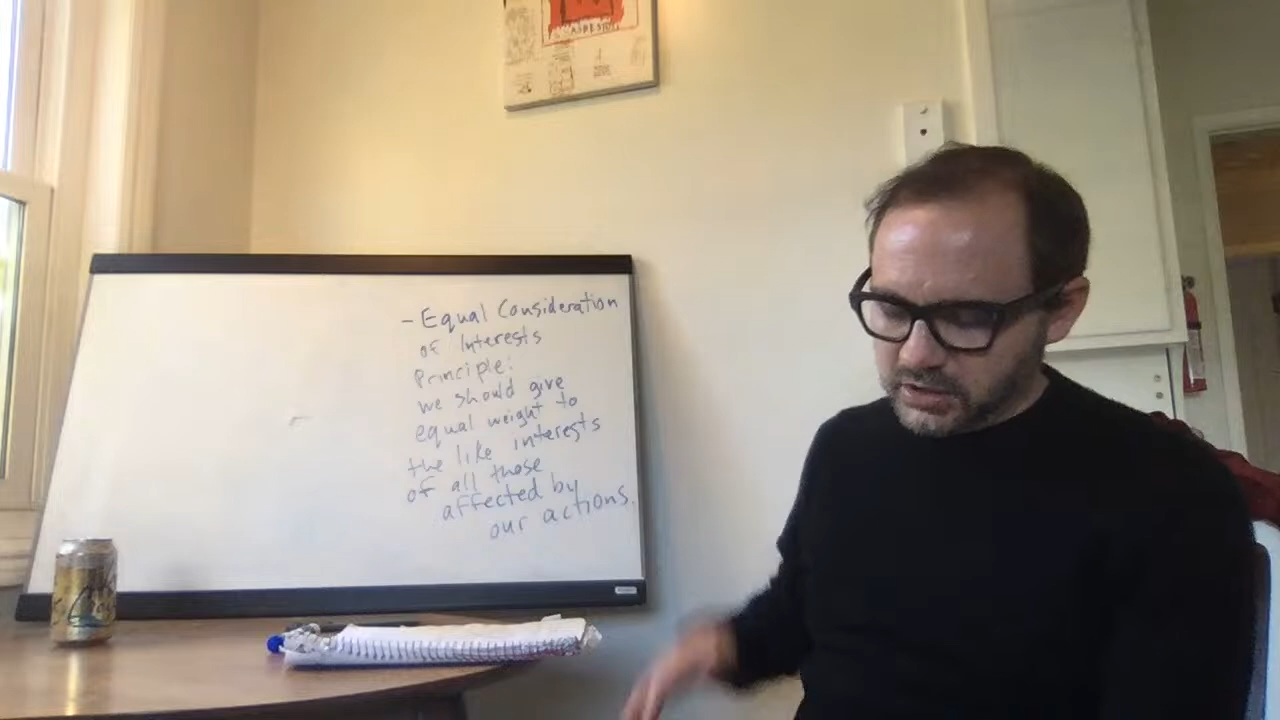 ASBESTOS
- Equal Consideration
of Interests
Principle:
we should give
equal weight to
the like interests
of all those
affected by
our actions.